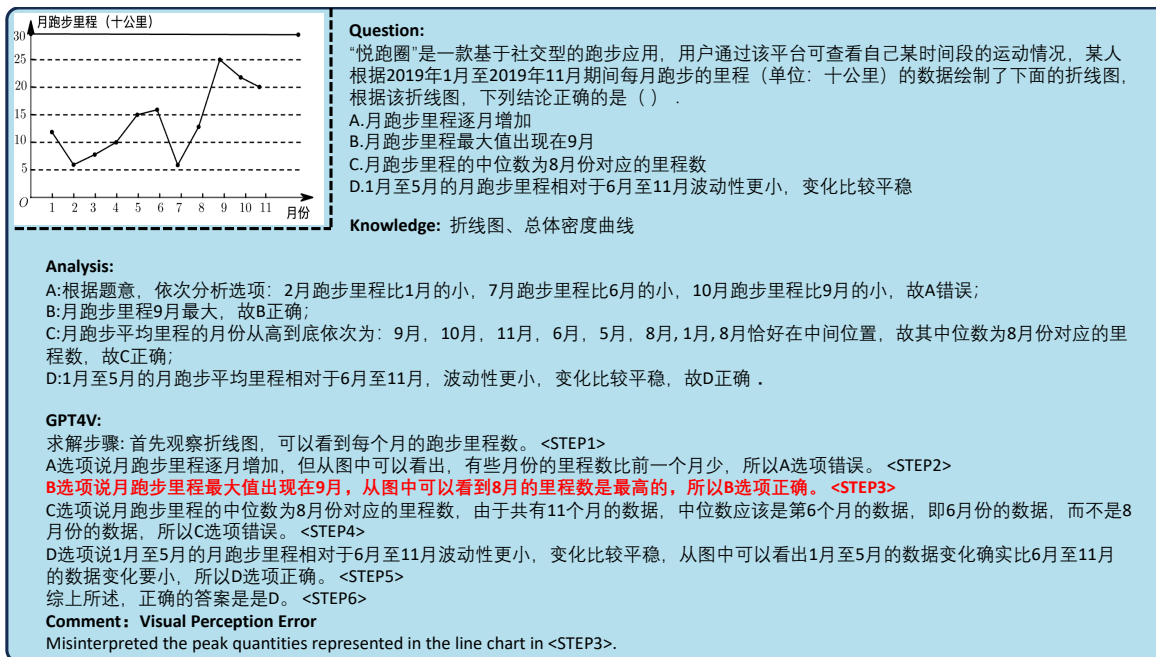 月跑步里程（十公里）
30
25
20
15
10
5
O
1 2 3 4 5 6 7 8 9 10 11
月份
Question:
“悦跑圈”是一款基于社交型的跑步应用，用户通过该平台可查看自己某时间段的运动情况，某人
根据2019年1月至2019年11月期间每月跑步的里程（单位：十公里）的数据绘制了下面的折线图，
根据该折线图，下列结论正确的是（ ）.
A.月跑步里程逐月增加
B.月跑步里程最大值出现在9月
C.月跑步里程的中位数为8月份对应的里程数
D.1月至5月的月跑步里程相对于6月至11月波动性更小，变化比较平稳
Knowledge: 折线图、总体密度曲线
Analysis:
A:根据题意，依次分析选项：2月跑步里程比1月的小，7月跑步里程比6月的小，10月跑步里程比9月的小，故A错误；
B:月跑步里程9月最大，故B正确；
C:月跑步平均里程的月份从高到底依次为：9月，10月，11月，6月，5月，8月,1月,8月恰好在中间位置，故其中位数为8月份对应的里
程数，故C正确；
D:1月至5月的月跑步平均里程相对于6月至11月，波动性更小，变化比较平稳，故D正确．
GPT4V:
求解步骤: 首先观察折线图，可以看到每个月的跑步里程数。<STEP1>
A选项说月跑步里程逐月增加，但从图中可以看出，有些月份的里程数比前一个月少，所以A选项错误。<STEP2>
B选项说月跑步里程最大值出现在9月，从图中可以看到8月的里程数是最高的，所以B选项正确。<STEP3>
C选项说月跑步里程的中位数为8月份对应的里程数，由于共有11个月的数据，中位数应该是第6个月的数据，即6月份的数据，而不是8
月份的数据，所以C选项错误。<STEP4>
D选项说1月至5月的月跑步里程相对于6月至11月波动性更小，变化比较平稳，从图中可以看出1月至5月的数据变化确实比6月至11月
的数据变化要小，所以D选项正确。<STEP5>
综上所述，正确的答案是是D。<STEP6>
Comment：Visual Perception Error
Misinterpreted the peak quantities represented in the line chart in <STEP3>.